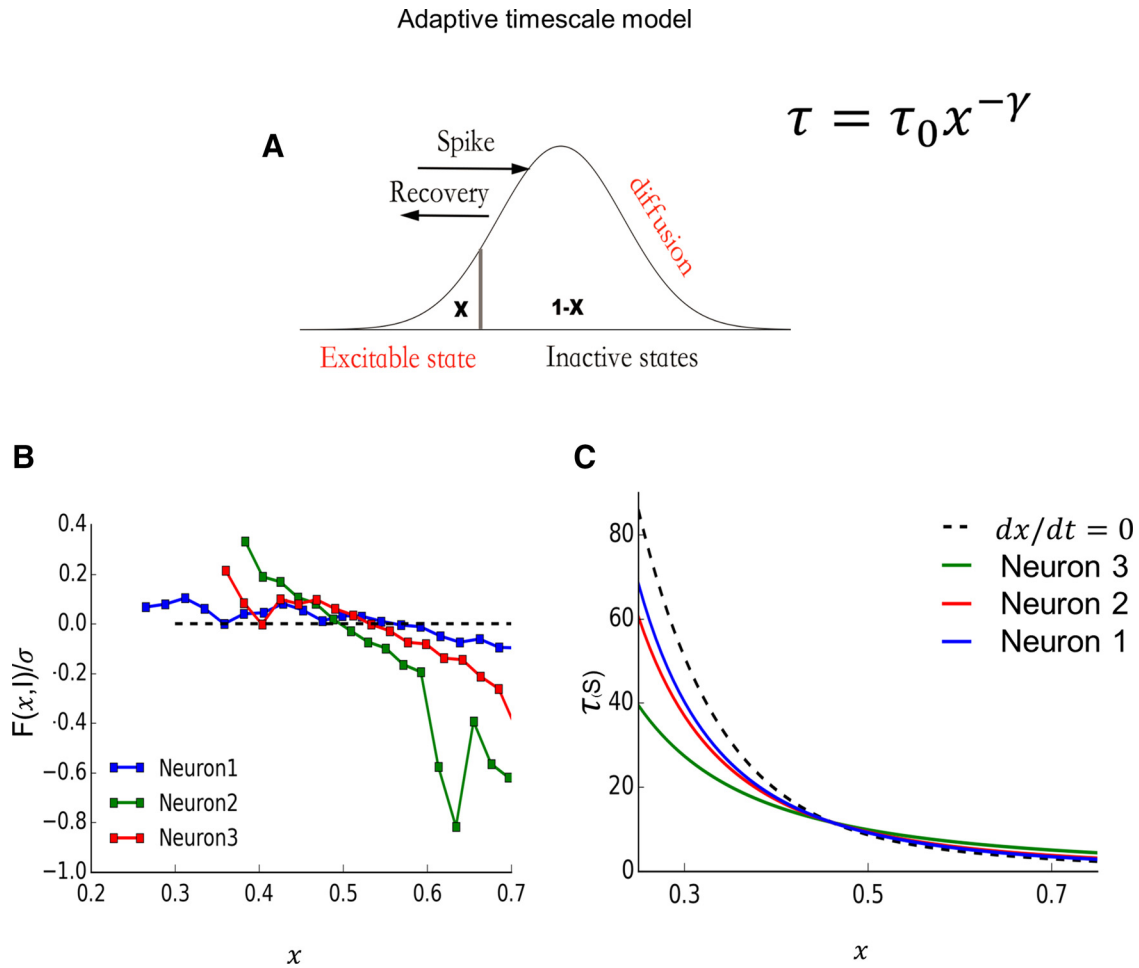 Adaptive timescale model
τ = τ₀x^{-γ}
A
Spike
Recovery
diffusion
X
1-X
Excitable state
Inactive states
B
0.4
0.2
0.0
-0.2
-0.4
−0.6
−0.8
−1.0
0.2
0.3
0.4
0.5
0.6
0.7
F(x,I)/σ
x
Neuron1
Neuron2
Neuron3
C
80
60
40
20
0
0.3
0.5
0.7
τ(S)
x
dx/dt = 0
Neuron 3
Neuron 2
Neuron 1